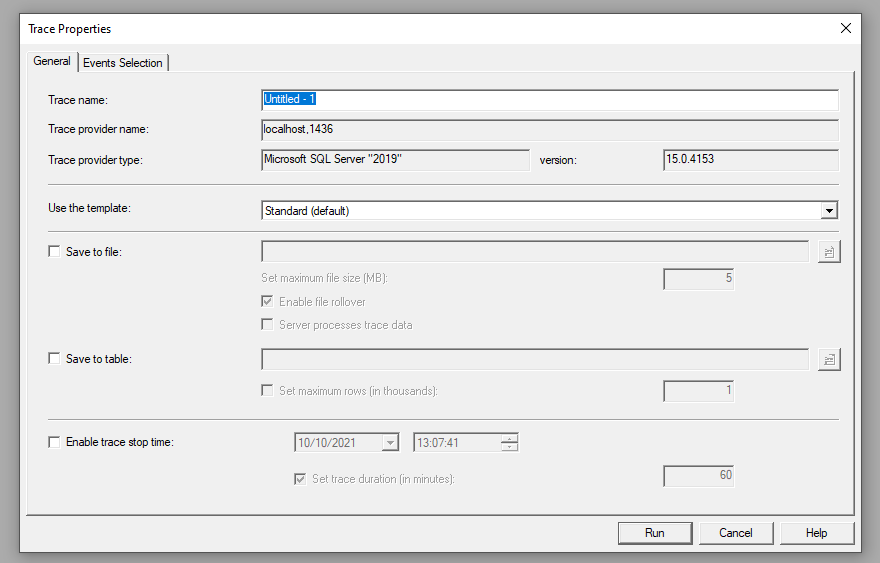 Trace Properties
General Events Selection
Trace name: Untitled - 1
Trace provider name: localhost,1436
Trace provider type: Microsoft SQL Server "2019" version: 15.0.4153
Use the template: Standard (default)
Save to file:
Set maximum file size (MB): 5
Enable file rollover
Server processes trace data
Save to table:
Set maximum rows (in thousands): 1
Enable trace stop time: 10/10/2021 13:07:41
Set trace duration (in minutes): 60
Run Cancel Help